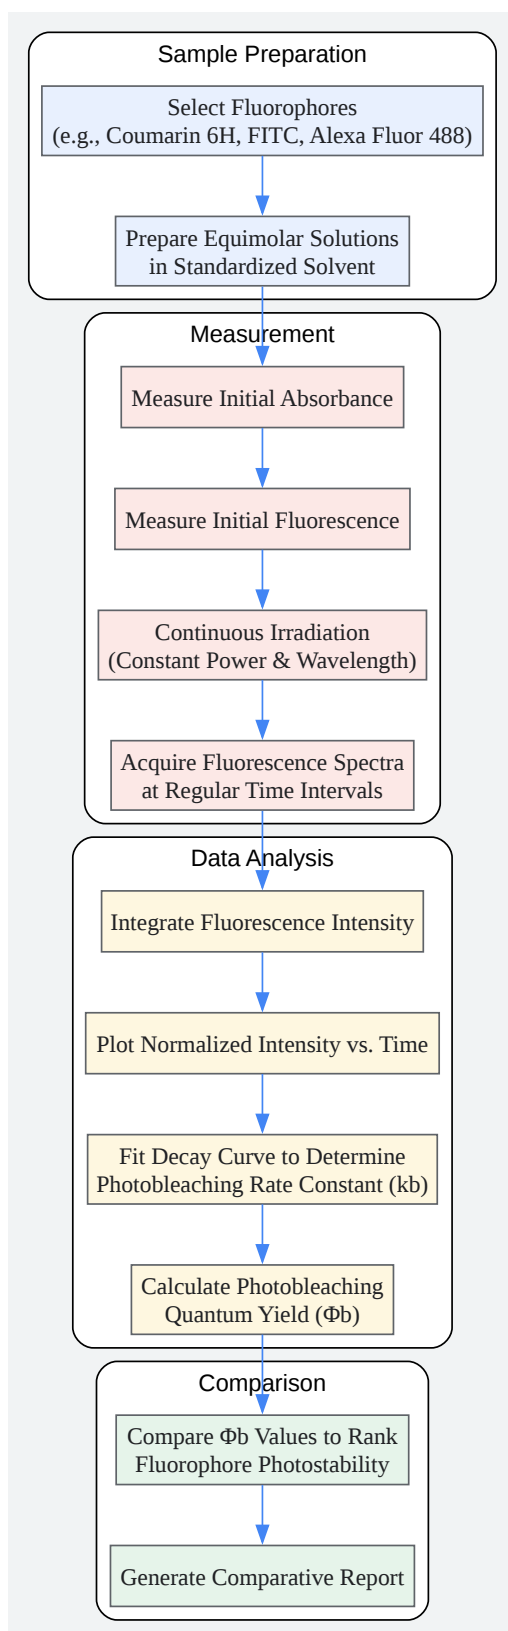 Sample Preparation
Select Fluorophores
(e.g., Coumarin 6H, FITC, Alexa Fluor 488)
Prepare Equimolar Solutions
in Standardized Solvent
Measurement
Measure Initial Absorbance
Measure Initial Fluorescence
Continuous Irradiation
(Constant Power & Wavelength)
Acquire Fluorescence Spectra
at Regular Time Intervals
Data Analysis
Integrate Fluorescence Intensity
Plot Normalized Intensity vs. Time
Fit Decay Curve to Determine
Photobleaching Rate Constant (kb)
Calculate Photobleaching
Quantum Yield (Φb)
Comparison
Compare Φb Values to Rank
Fluorophore Photostability
Generate Comparative Report